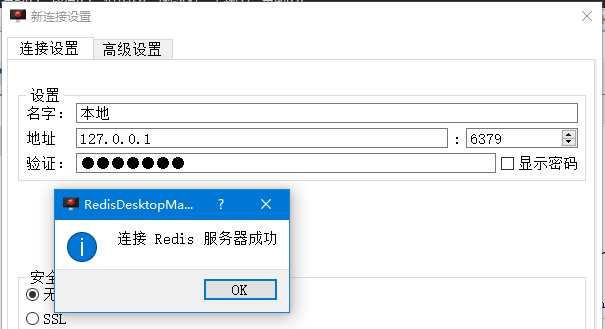 新连接设置
连接设置 高级设置
设置
名字： 本地
地址 127.0.0.1 : 6379
验证： ●●●●●●● 显示密码
RedisDesktopMa... ?
连接 Redis 服务器成功
OK
安全
无
SSL